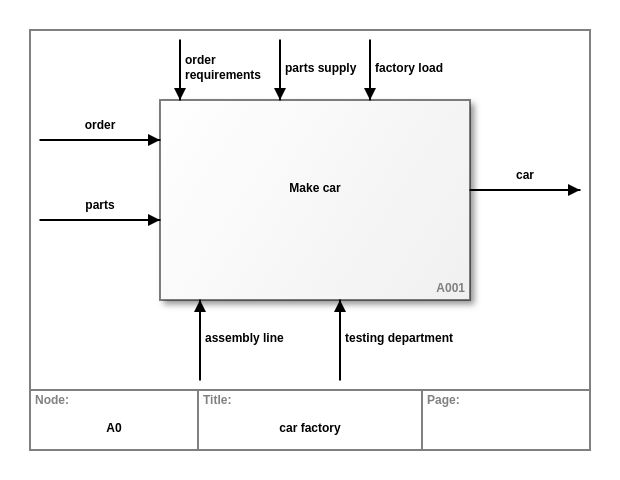 order
requirements
parts supply
factory load
order
parts
Make car
car
A001
assembly line
testing department
Node:
A0
Title:
car factory
Page: